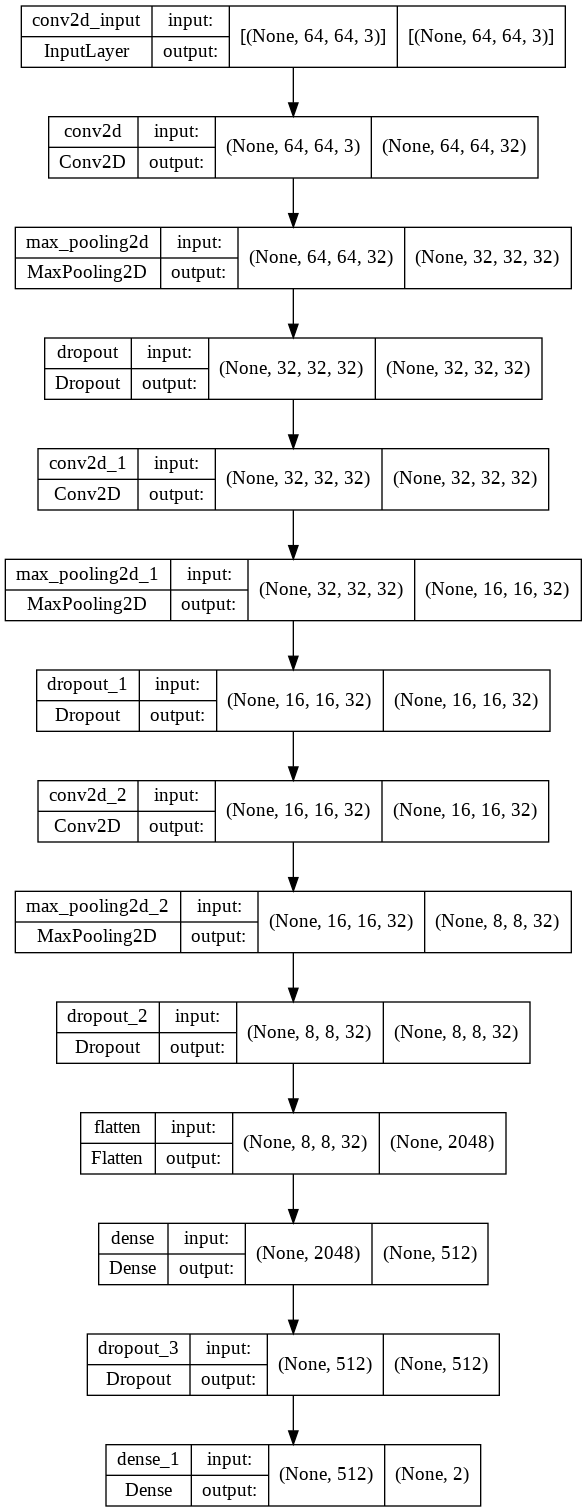 conv2d_input input: [(None, 64, 64, 3)] [(None, 64, 64, 3)]
InputLayer output:
conv2d input: (None, 64, 64, 3) (None, 64, 64, 32)
Conv2D output:
max_pooling2d input: (None, 64, 64, 32) (None, 32, 32, 32)
MaxPooling2D output:
dropout input: (None, 32, 32, 32) (None, 32, 32, 32)
Dropout output:
conv2d_1 input: (None, 32, 32, 32) (None, 32, 32, 32)
Conv2D output:
max_pooling2d_1 input: (None, 32, 32, 32) (None, 16, 16, 32)
MaxPooling2D output:
dropout_1 input: (None, 16, 16, 32) (None, 16, 16, 32)
Dropout output:
conv2d_2 input: (None, 16, 16, 32) (None, 16, 16, 32)
Conv2D output:
max_pooling2d_2 input: (None, 16, 16, 32) (None, 8, 8, 32)
MaxPooling2D output:
dropout_2 input: (None, 8, 8, 32) (None, 8, 8, 32)
Dropout output:
flatten input: (None, 8, 8, 32) (None, 2048)
Flatten output:
dense input: (None, 2048) (None, 512)
Dense output:
dropout_3 input: (None, 512) (None, 512)
Dropout output:
dense_1 input: (None, 512) (None, 2)
Dense output: